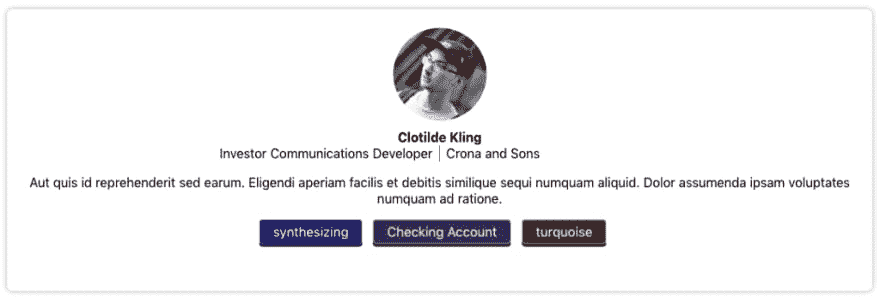 Clotilde Kling
Investor Communications Developer | Crona and Sons
Aut quis id reprehenderit sed earum. Eligendi aperiam facilis et debitis similique sequi numquam aliquid. Dolor assumenda ipsam voluptates
numquam ad ratione.
synthesizing Checking Account turquoise